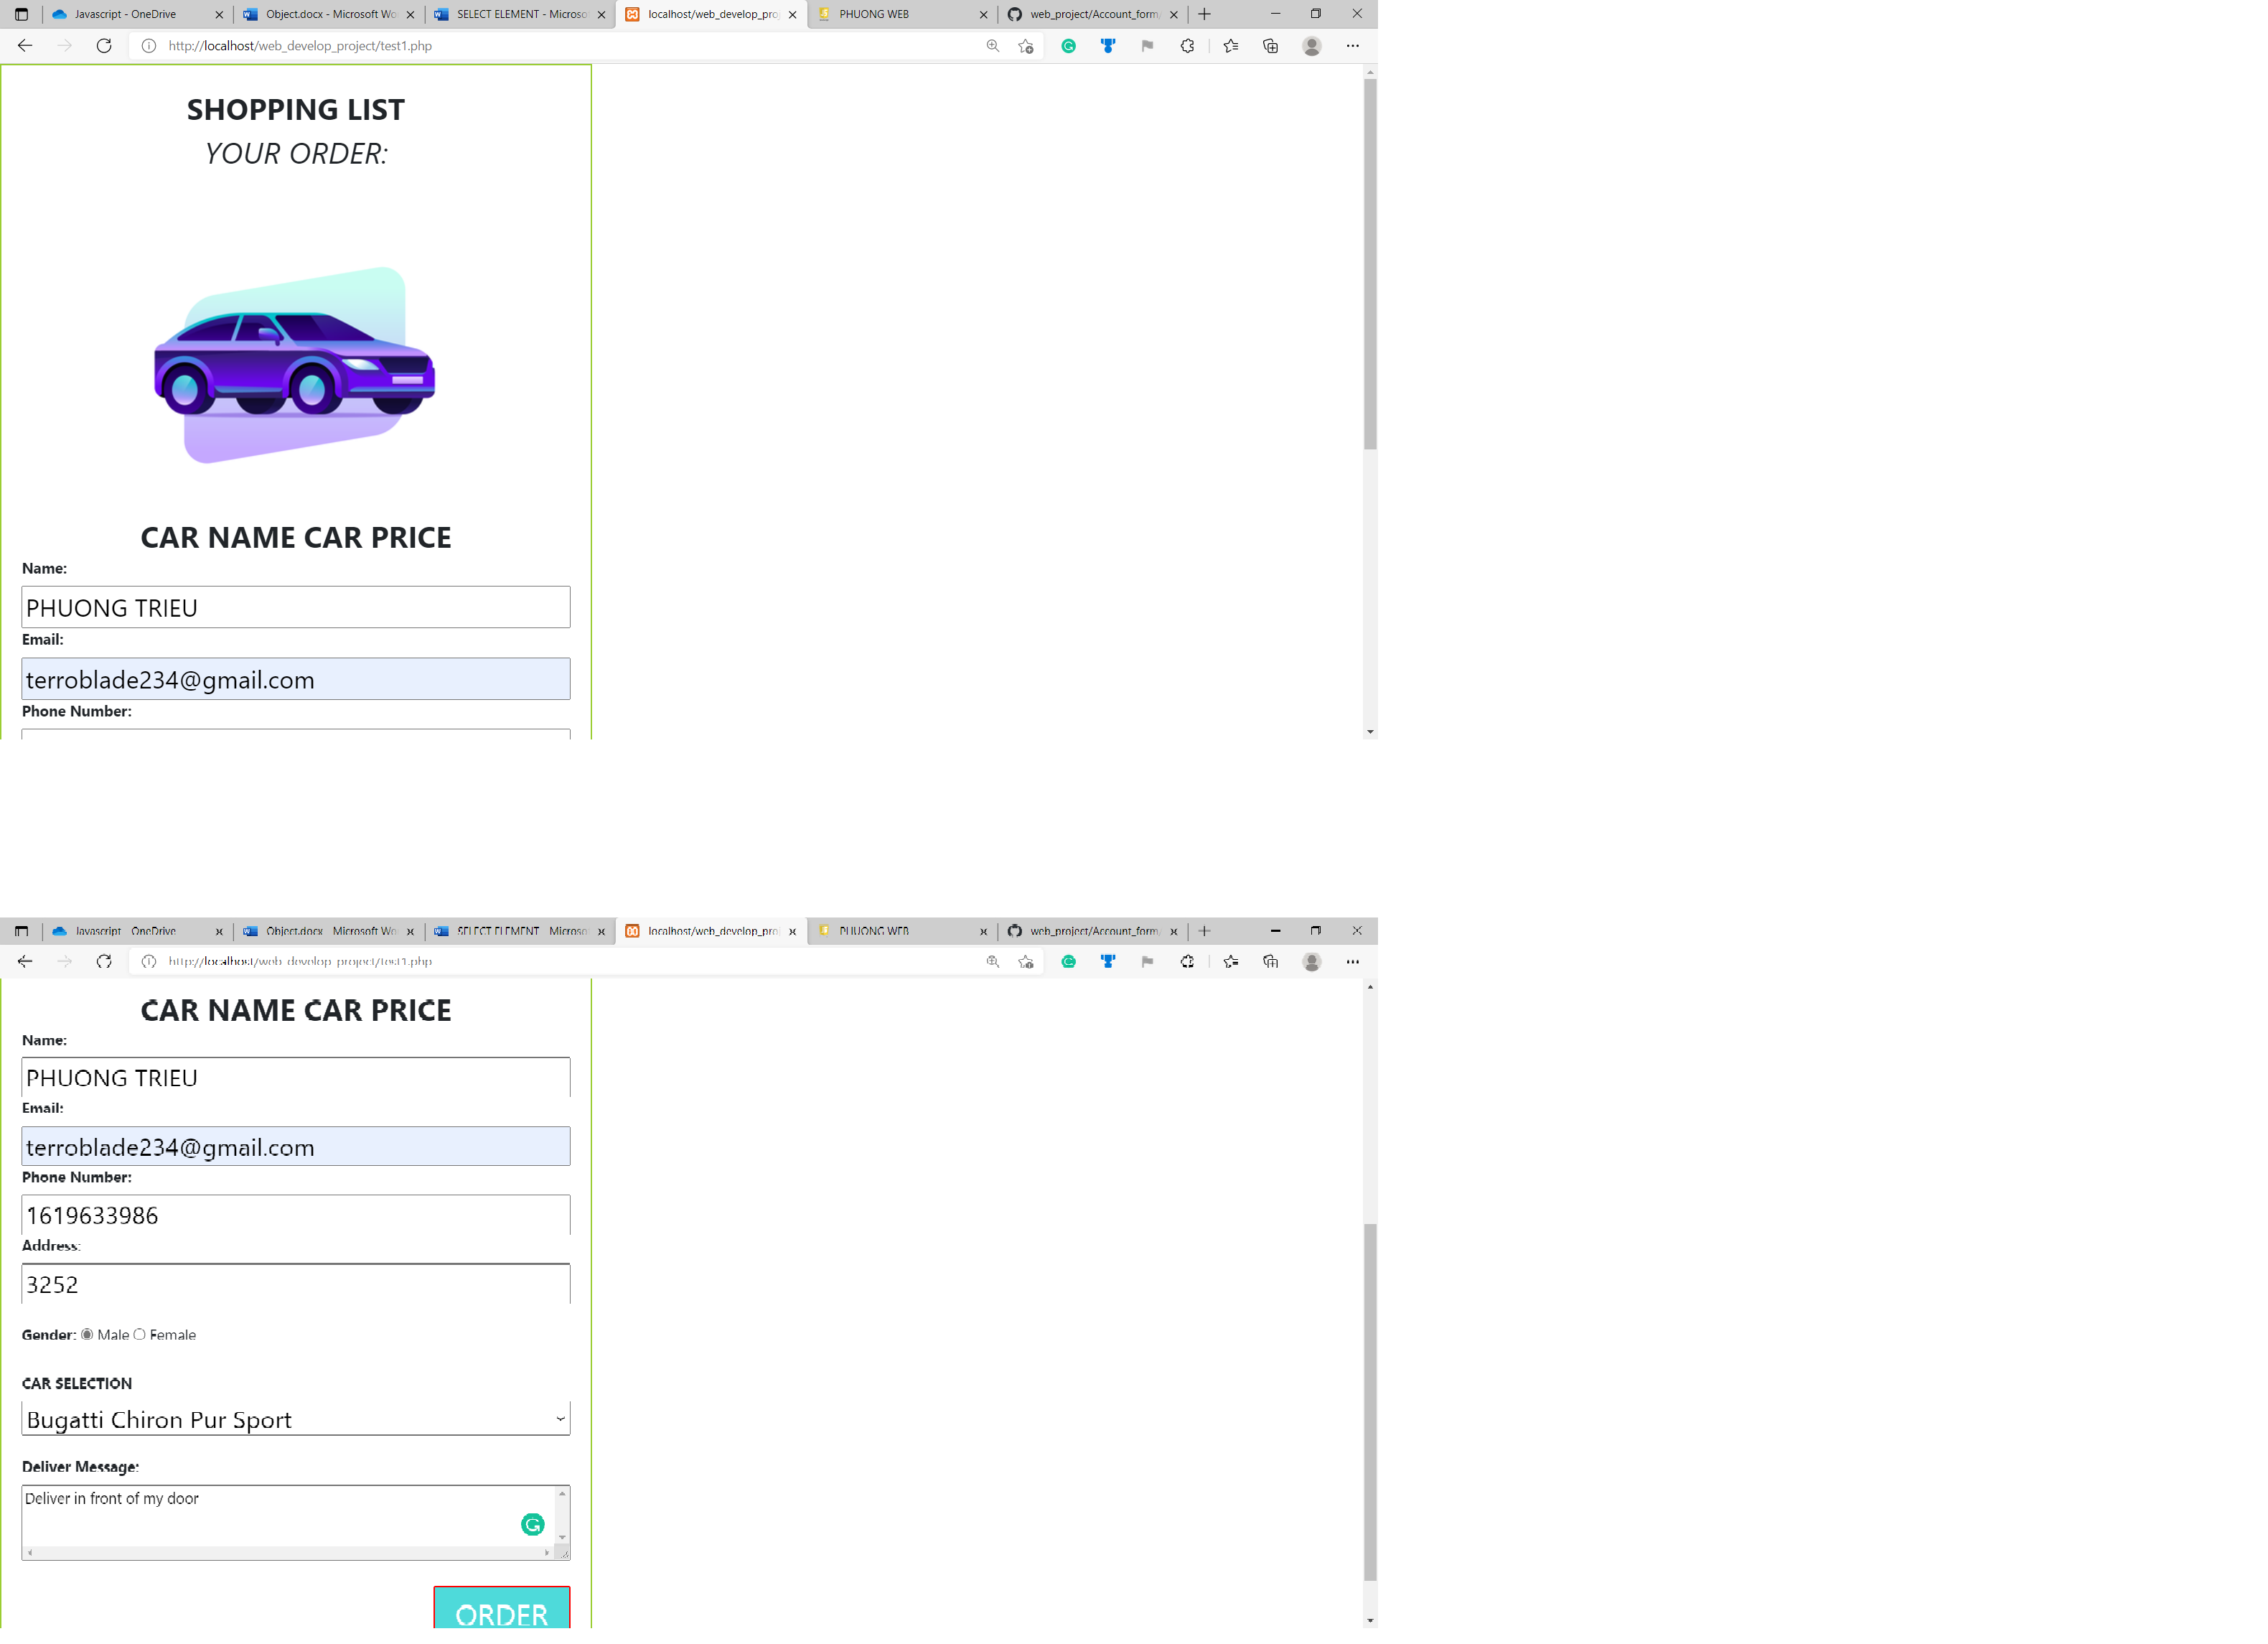 Javascript - OneDrive
Object.docx - Microsoft Wo
SELECT ELEMENT - Microso
localhost/web_develop_proj
PHUONG WEB
web_project/Account_form
http://localhost/web_develop_project/test1.php
SHOPPING LIST
YOUR ORDER:
CAR NAME CAR PRICE
Name:
PHUONG TRIEU
Email:
terroblade234@gmail.com
Phone Number:
Javascript - OneDrive
Object.docx - Microsoft Wo
SELECT ELEMENT - Microso
localhost/web_develop_proj
PHUONG WEB
web_project/Account_form
http://localhost/web_develop_project/test1.php
CAR NAME CAR PRICE
Name:
PHUONG TRIEU
Email:
terroblade234@gmail.com
Phone Number:
1619633986
Address:
3252
Gender: Male Female
CAR SELECTION
Bugatti Chiron Pur Sport
Deliver Message:
Deliver in front of my door
ORDER